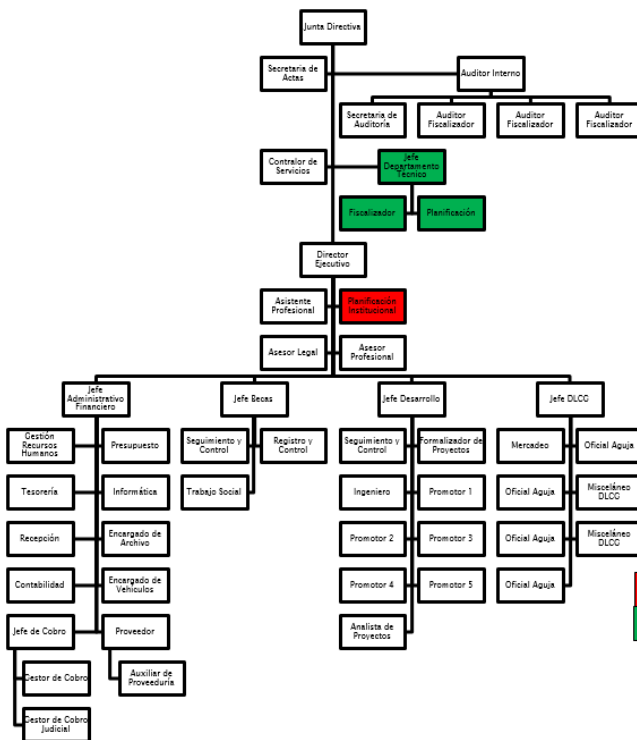 Junta Directiva
Secretaria de
Actas
Auditor Interno
Secretaria de
Auditoría
Auditor
Fiscalizador
Auditor
Fiscalizador
Auditor
Fiscalizador
Contralor de
Servicios
Jefe
Departamento
Técnico
Fiscalizador
Planificación
Director
Ejecutivo
Asistente
Profesional
Planificación
Institucional
Asesor Legal
Asesor
Profesional
Jefe
Administrativo
Financiero
Jefe Becas
Jefe Desarrollo
Jefe DLCG
Gestión
Recursos
Humanos
Presupuesto
Seguimiento y
Control
Registro y
Control
Seguimiento y
Control
Formalizador de
Proyectos
Mercadeo
Oficial Aguja
Tesorería
Informática
Trabajo Social
Ingeniero
Promotor 1
Oficial Aguja
Misceláneo
DLCG
Recepción
Encargado de
Archivo
Promotor 2
Promotor 3
Oficial Aguja
Misceláneo
DLCG
Contabilidad
Encargado de
Vehículos
Promotor 4
Promotor 5
Oficial Aguja
Jefe de Cobro
Proveedor
Analista de
Proyectos
Gestor de Cobro
Auxiliar de
Proveeduría
Gestor de Cobro
Judicial